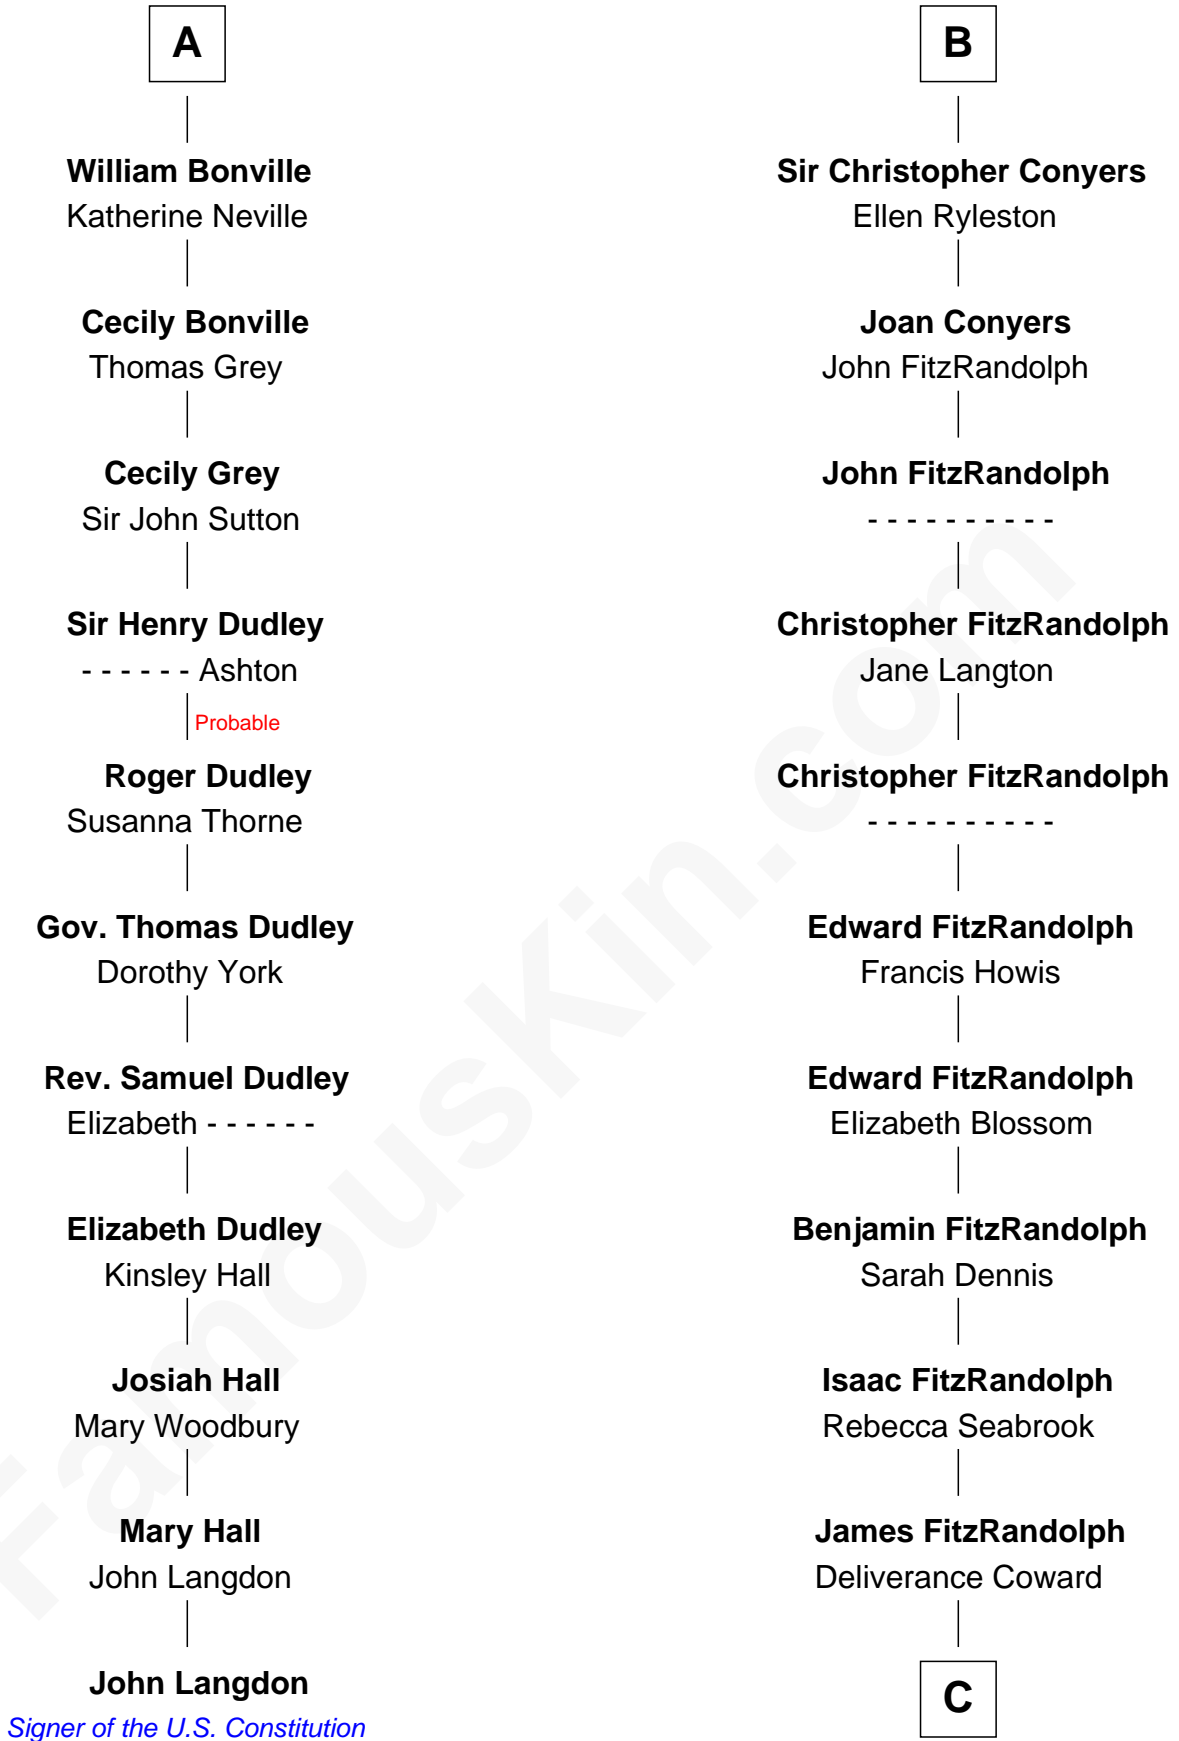 A
William Bonville
Katherine Neville
Cecily Bonville
Thomas Grey
Cecily Grey
Sir John Sutton
Sir Henry Dudley
- - - - - - Ashton
Probable
Roger Dudley
Susanna Thorne
Gov. Thomas Dudley
Dorothy York
Rev. Samuel Dudley
Elizabeth - - - - - -
Elizabeth Dudley
Kinsley Hall
Josiah Hall
Mary Woodbury
Mary Hall
John Langdon
John Langdon
Signer of the U.S. Constitution
B
Sir Christopher Conyers
Ellen Ryleston
Joan Conyers
John FitzRandolph
John FitzRandolph
- - - - - - - - - -
Christopher FitzRandolph
Jane Langton
Christopher FitzRandolph
- - - - - - - - - -
Edward FitzRandolph
Francis Howis
Edward FitzRandolph
Elizabeth Blossom
Benjamin FitzRandolph
Sarah Dennis
Isaac FitzRandolph
Rebecca Seabrook
James FitzRandolph
Deliverance Coward
C
FamousKin.com